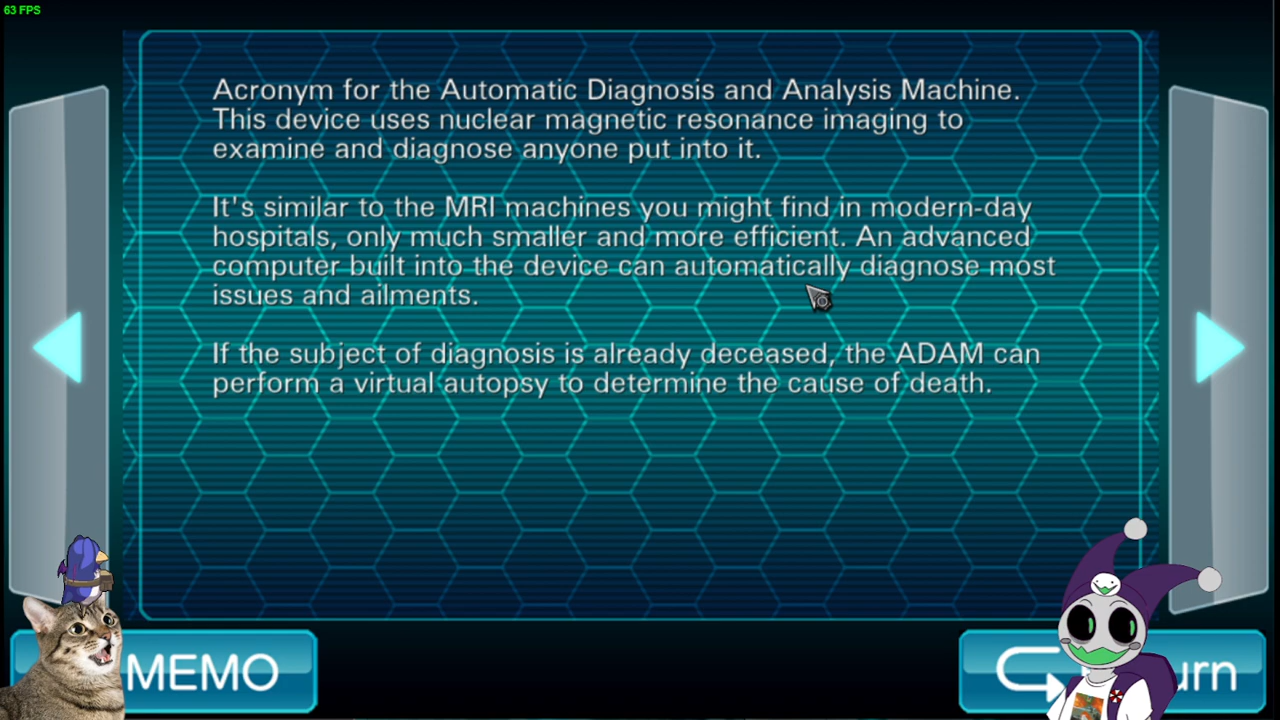 63 FPS
Acronym for the Automatic Diagnosis and Analysis Machine.
This device uses nuclear magnetic resonance imaging to
examine and diagnose anyone put into it.
It's similar to the MRI machines you might find in modern-day
hospitals, only much smaller and more efficient. An advanced
computer built into the device can automatically diagnose most
issues and ailments.
If the subject of diagnosis is already deceased, the ADAM can
perform a virtual autopsy to determine the cause of death.
MEMO
urn